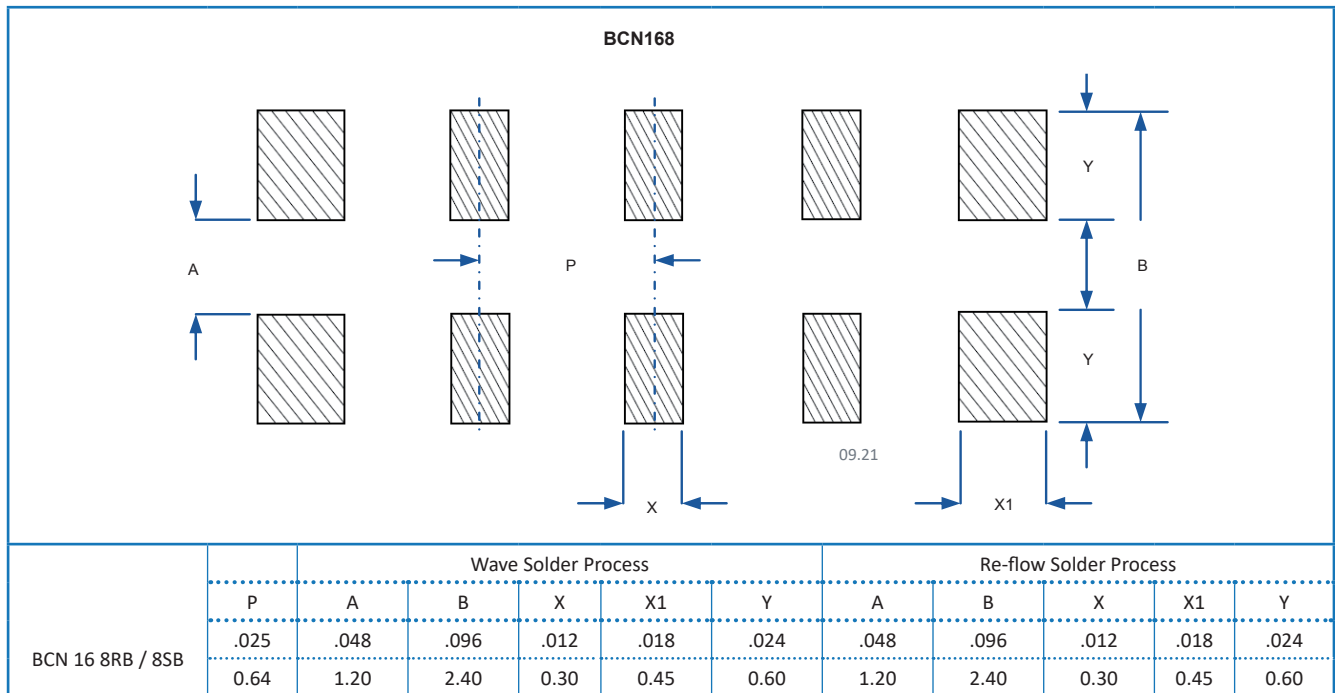 BCN168
Y
A
P
B
Y
09.21
X
X1
Wave Solder Process Re-flow Solder Process
P A B X X1 Y A B X X1 Y
.025 .048 .096 .012 .018 .024 .048 .096 .012 .018 .024
BCN 16 8RB / 8SB
0.64 1.20 2.40 0.30 0.45 0.60 1.20 2.40 0.30 0.45 0.60